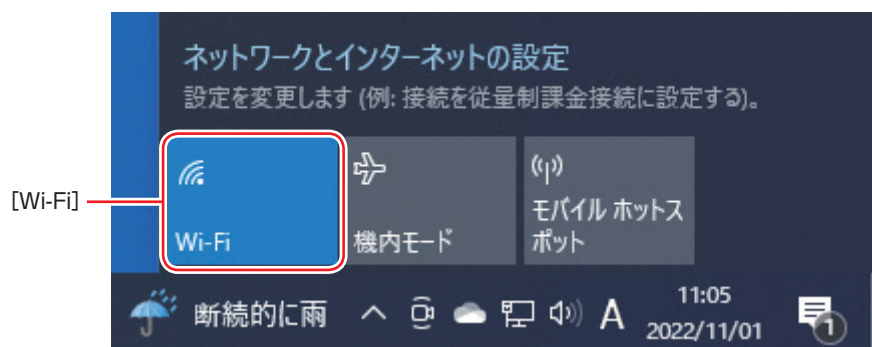 ネットワークとインターネットの設定
設定を変更します (例: 接続を従量制課金接続に設定する)。
[Wi-Fi]
Wi-Fi
機内モード
モバイル ホットス
ポット
断続的に雨
A
11:05
2022/11/01
1